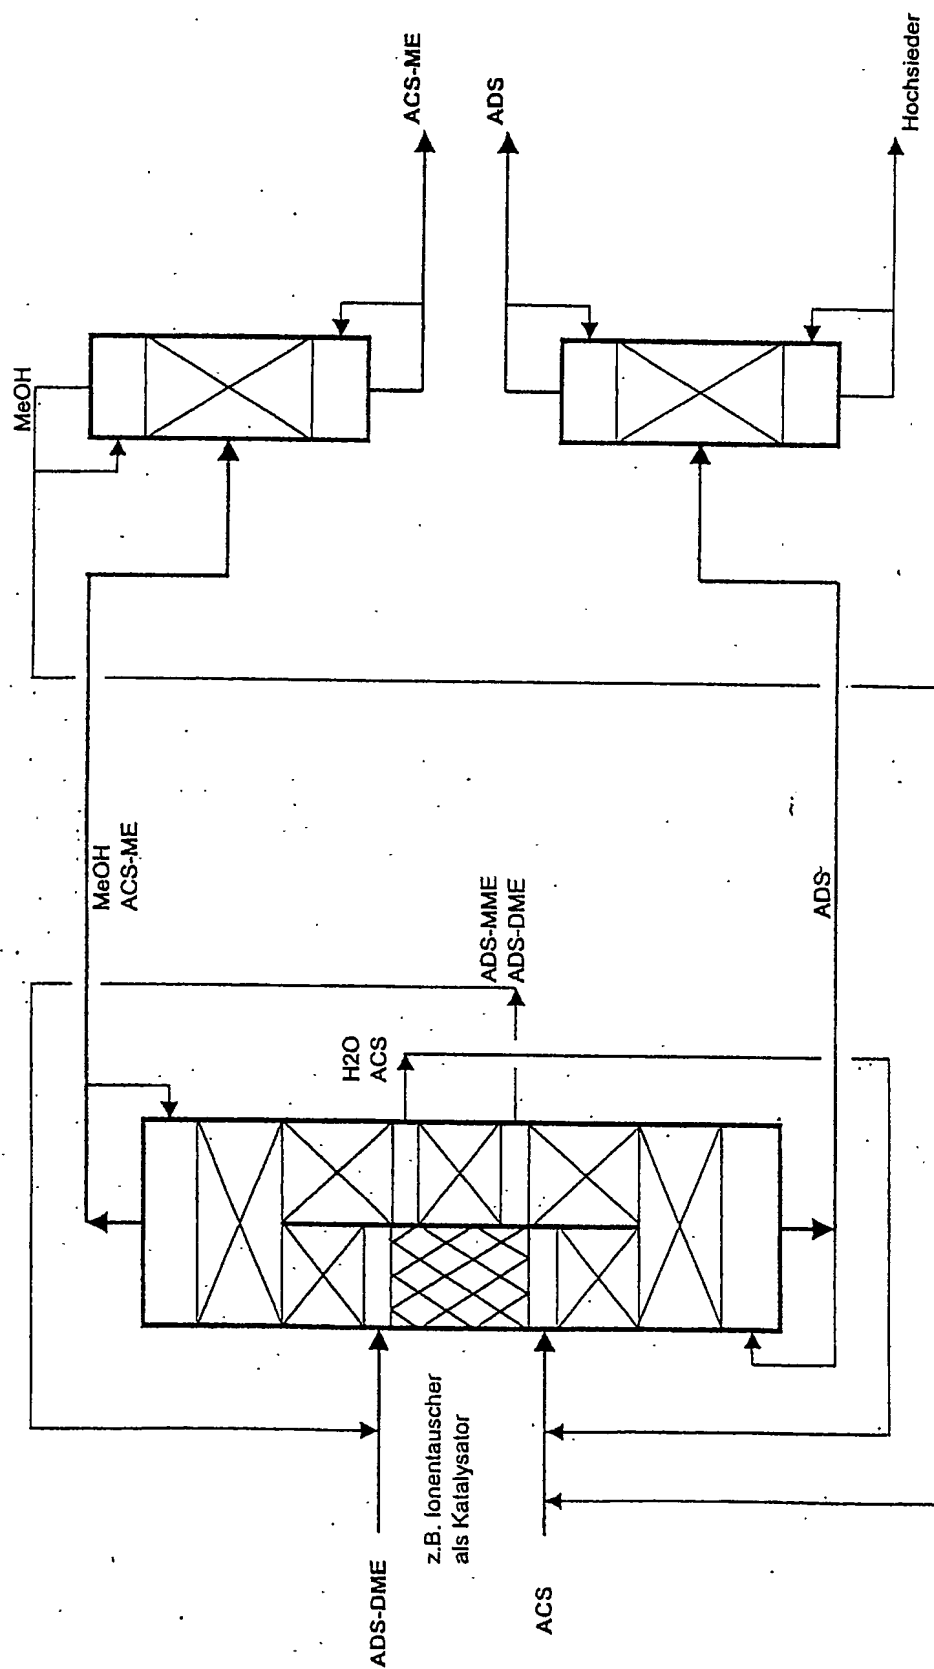 MeOH
ACS-ME
ADS
Hochsieder
MeOH
ACS-ME
ADS-MME
ADS-DME
ADS
H2O
ACS
z.B. Ionentauscher
als Katalysator
ADS-DME
ACS